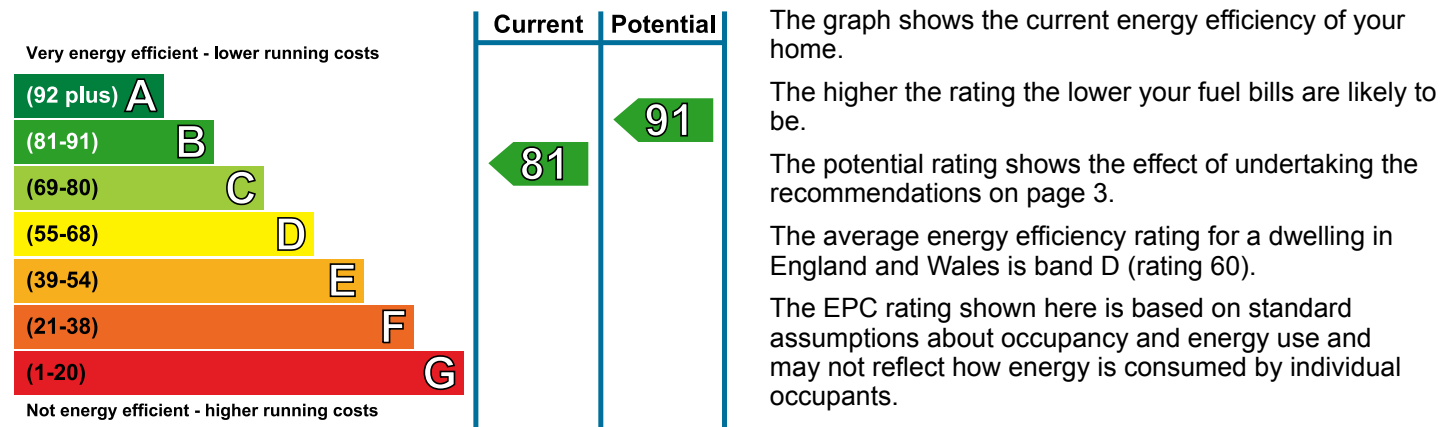 Current Potential
Very energy efficient - lower running costs
(92 plus) A
(81-91) B
(69-80) C
(55-68) D
(39-54) E
(21-38) F
(1-20) G
Not energy efficient - higher running costs
81
91
The graph shows the current energy efficiency of your
home.
The higher the rating the lower your fuel bills are likely to
be.
The potential rating shows the effect of undertaking the
recommendations on page 3.
The average energy efficiency rating for a dwelling in
England and Wales is band D (rating 60).
The EPC rating shown here is based on standard
assumptions about occupancy and energy use and
may not reflect how energy is consumed by individual
occupants.